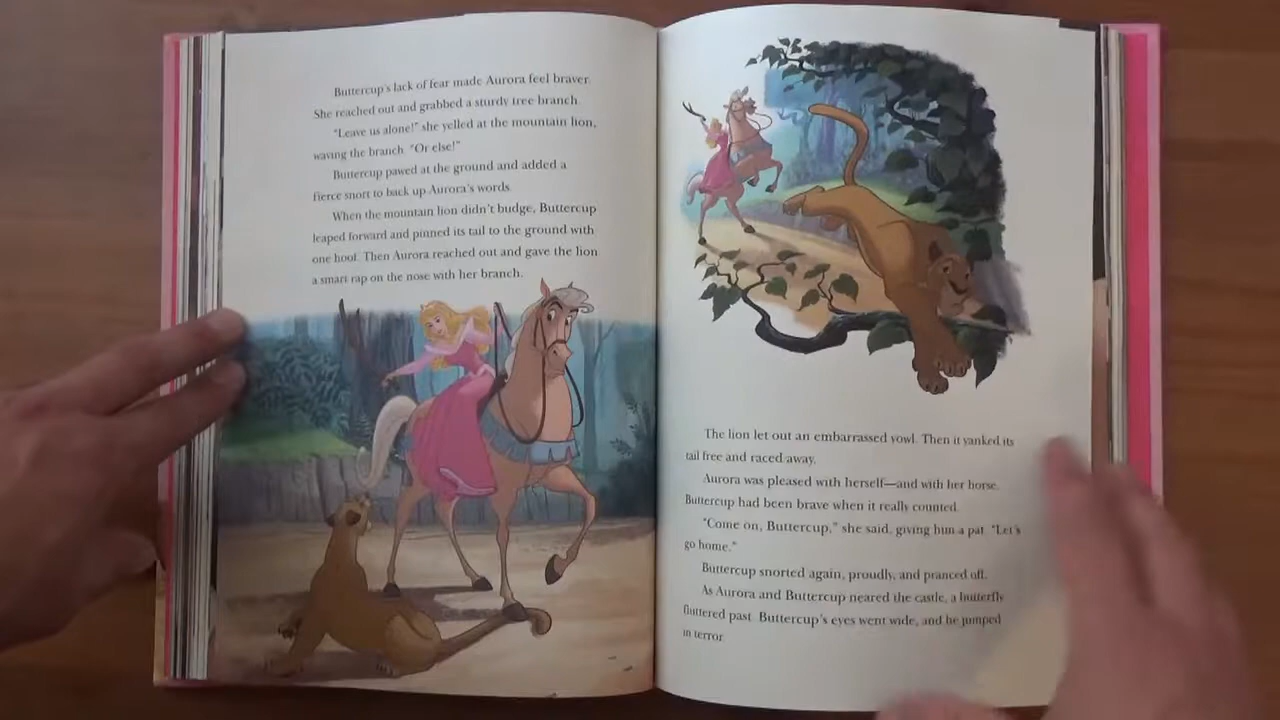 Buttercup's lack of fear made Aurora feel braver.
She reached out and grabbed a sturdy tree branch.
"Leave us alone!" she yelled at the mountain lion,
waving the branch. "Or else!"
Buttercup pawed at the ground and added a
fierce snort to back up Aurora's words.
When the mountain lion didn't budge, Buttercup
leaped forward and pinned its tail to the ground with
one hoof. Then Aurora reached out and gave the lion
a smart rap on the nose with her branch.
The lion let out an embarrassed yowl. Then it yanked its
tail free and raced away.
Aurora was pleased with herself—and with her horse.
Buttercup had been brave when it really counted.
"Come on, Buttercup," she said, giving him a pat. "Let's
go home."
Buttercup snorted again, proudly, and pranced off.
As Aurora and Buttercup neared the castle, a butterfly
fluttered past. Buttercup's eyes went wide, and he jumped
in terror.